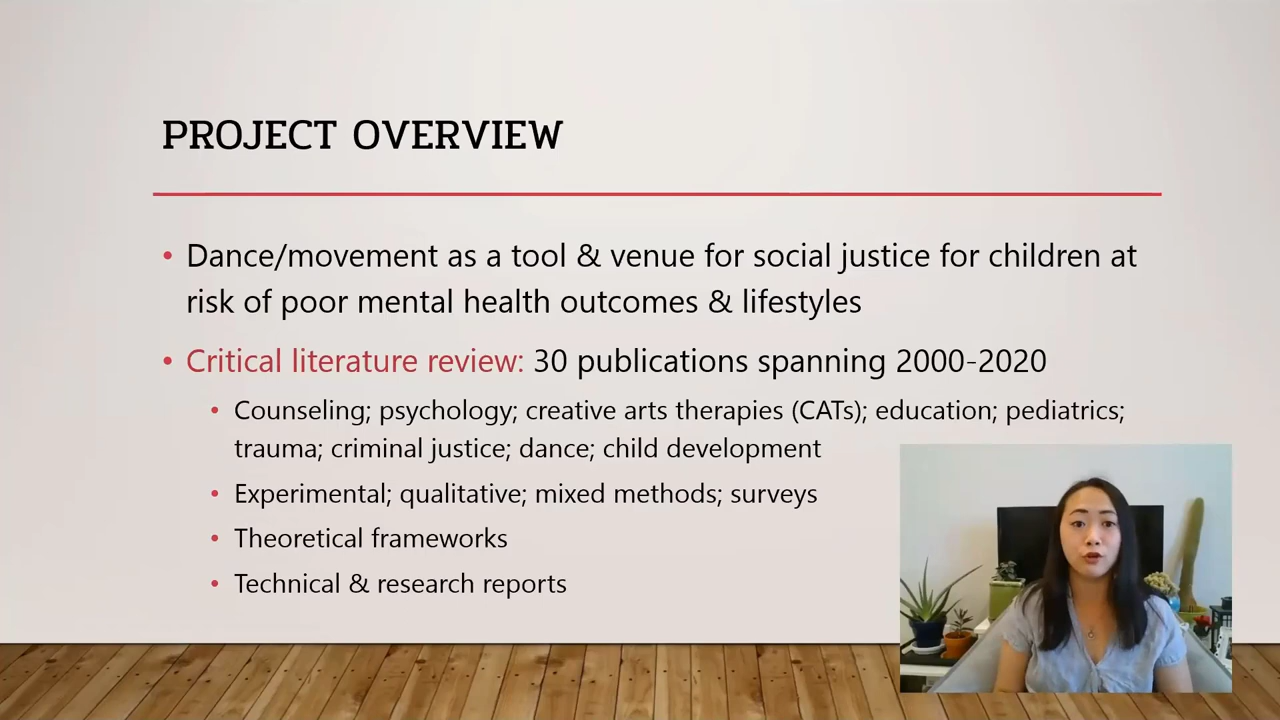 PROJECT OVERVIEW
• Dance/movement as a tool & venue for social justice for children at
risk of poor mental health outcomes & lifestyles
• Critical literature review: 30 publications spanning 2000-2020
• Counseling; psychology; creative arts therapies (CATs); education; pediatrics;
trauma; criminal justice; dance; child development
• Experimental; qualitative; mixed methods; surveys
• Theoretical frameworks
• Technical & research reports